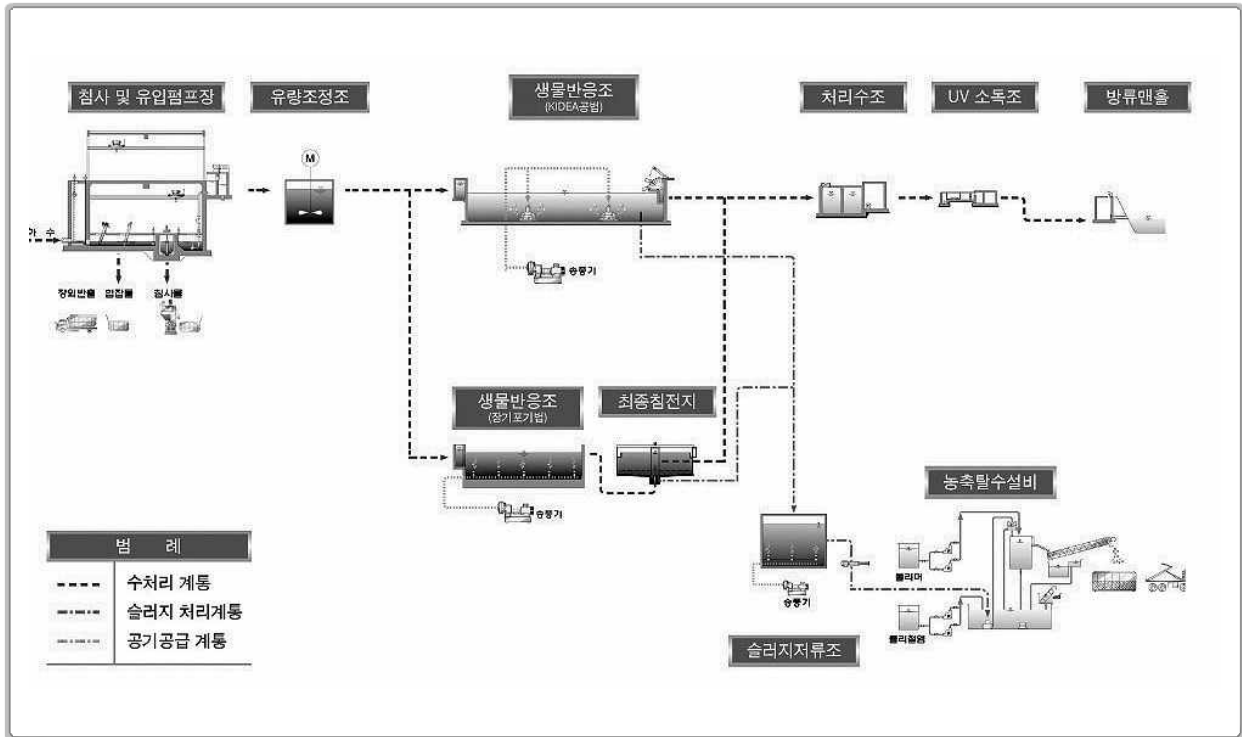 침사 및 유입펌프장
유량조정조
생물반응조
(KIDEA공법)
처리수조
UV 소독조
방류맨홀
M
송풍기
장외반출
협잡물
침사물
생물반응조
(장기포기법)
최종침전지
송풍기
농축탈수설비
범 례
수처리 계통
슬러지 처리계통
공기공급 계통
폴리머
송풍기
폴리철염
슬러지저류조